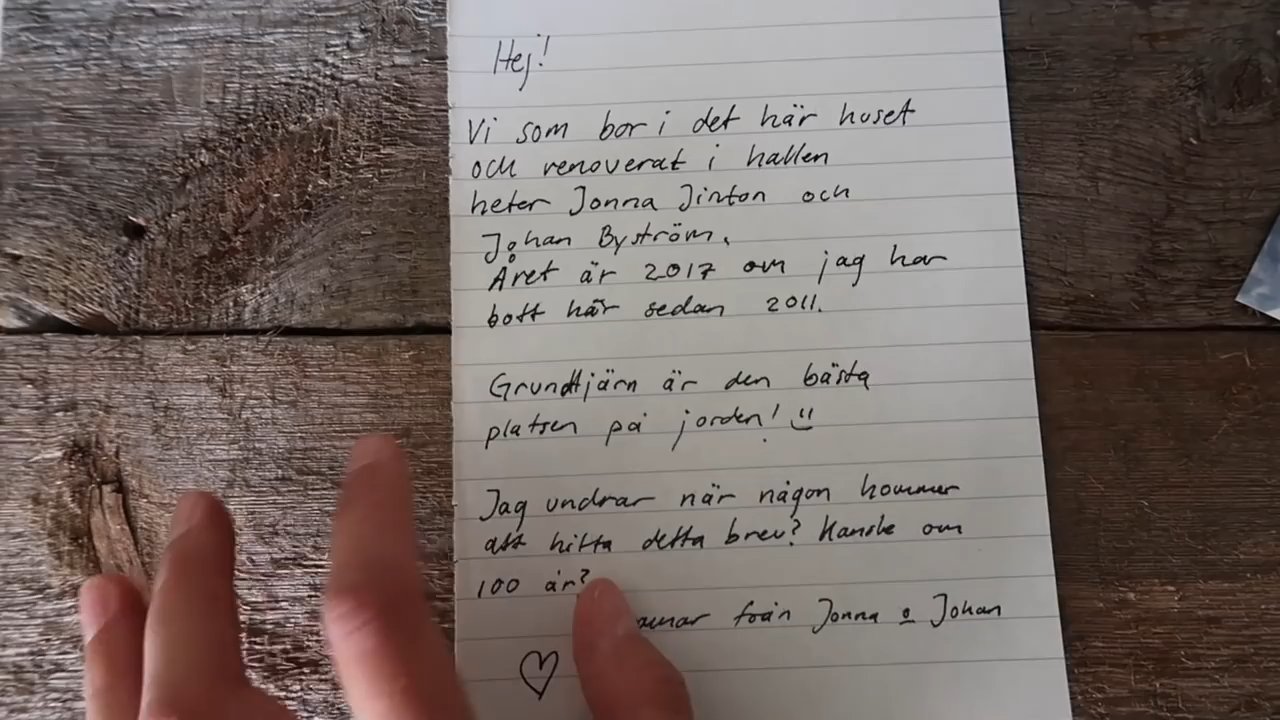 Hej!
Vi som bor i det här huset
och renoverat i hallen
heter Jonna Jinton och
Johan Byström.
Året är 2017 om jag har
bott här sedan 2011.
Grundtjärn är den bästa
platsen på jorden!
Jag undrar när någon kommer
att hitta detta brev? Kanske om
100 år?
från Jonna o Johan